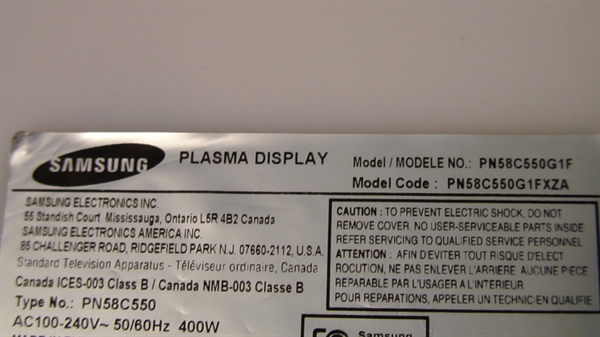 SAMSUNG PLASMA DISPLAY Model / MODELE NO.: PN58C550G1F
Model Code : PN58C550G1FXZA
SAMSUNG ELECTRONICS INC.
55 Standish Court Mississauga, Ontario L5R 4B2 Canada
SAMSUNG ELECTRONICS AMERICA INC.
85 CHALLENGER ROAD, RIDGEFIELD PARK N.J. 07660-2112, U.S.A.
Standard Television Apparatus - Téléviseur ordinaire, Canada
Canada ICES-003 Class B / Canada NMB-003 Classe B
Type No.: PN58C550
AC100-240V~ 50/60Hz 400W
CAUTION : TO PREVENT ELECTRIC SHOCK, DO NOT
REMOVE COVER. NO USER-SERVICEABLE PARTS INSIDE
REFER SERVICING TO QUALIFIED SERVICE PERSONNEL
ATTENTION : AFIN D'EVITER TOUT RISQUE D'ELECT
ROCUTION, NE PAS ENLEVER L'ARRIERE AUCUNE PIECE
REPARABLE PAR L'USAGER A L'INTERIEUR
POUR REPARATIONS, APPELER UN TECHNIC EN QUALIFIE
Samsung